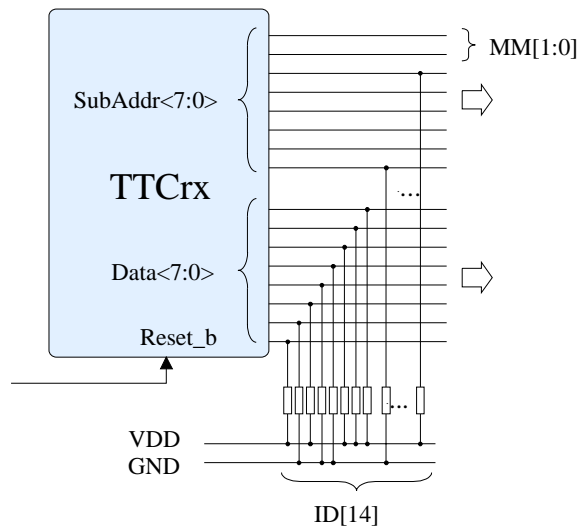 MM[1:0]
SubAddr<7:0>
TTCrx
...
Data<7:0>
Reset_b
...
VDD
GND
ID[14]